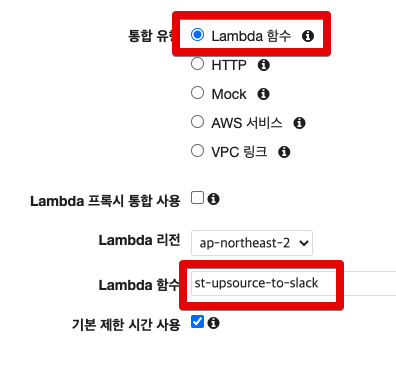 통합 유형 Lambda 함수
HTTP
Mock
AWS 서비스
VPC 링크
Lambda 프록시 통합 사용
Lambda 리전 ap-northeast-2
Lambda 함수 st-upsource-to-slack
기본 제한 시간 사용